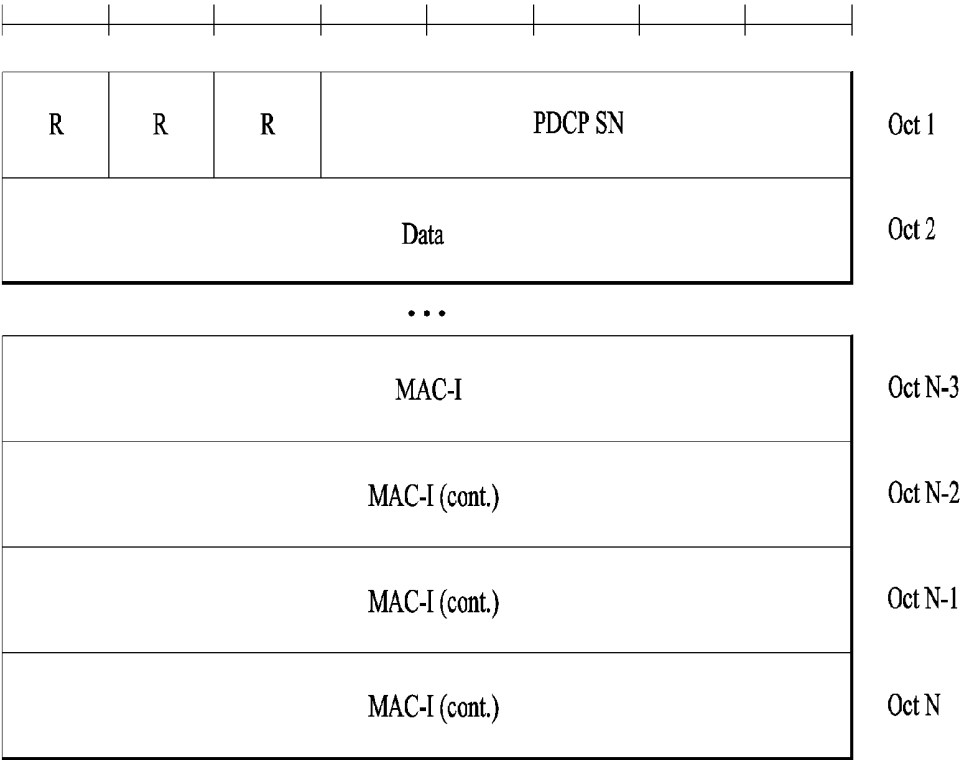 R R R PDCP SN Oct 1
Data Oct 2
...
MAC-I Oct N-3
MAC-I (cont.) Oct N-2
MAC-I (cont.) Oct N-1
MAC-I (cont.) Oct N